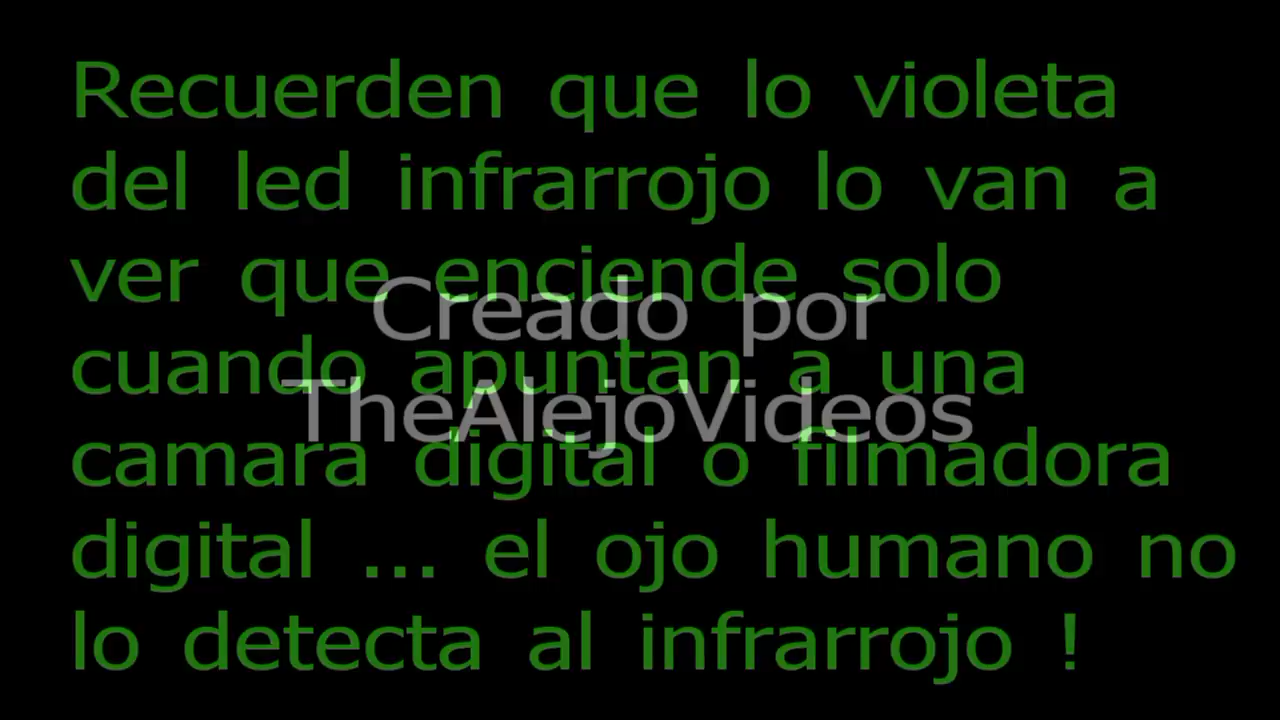 Recuerden que lo violeta
del led infrarrojo lo van a
ver que enciende solo
Creado por
cuando apuntan a una
TheAlejoVideos
camara digital o filmadora
digital ... el ojo humano no
lo detecta al infrarrojo !